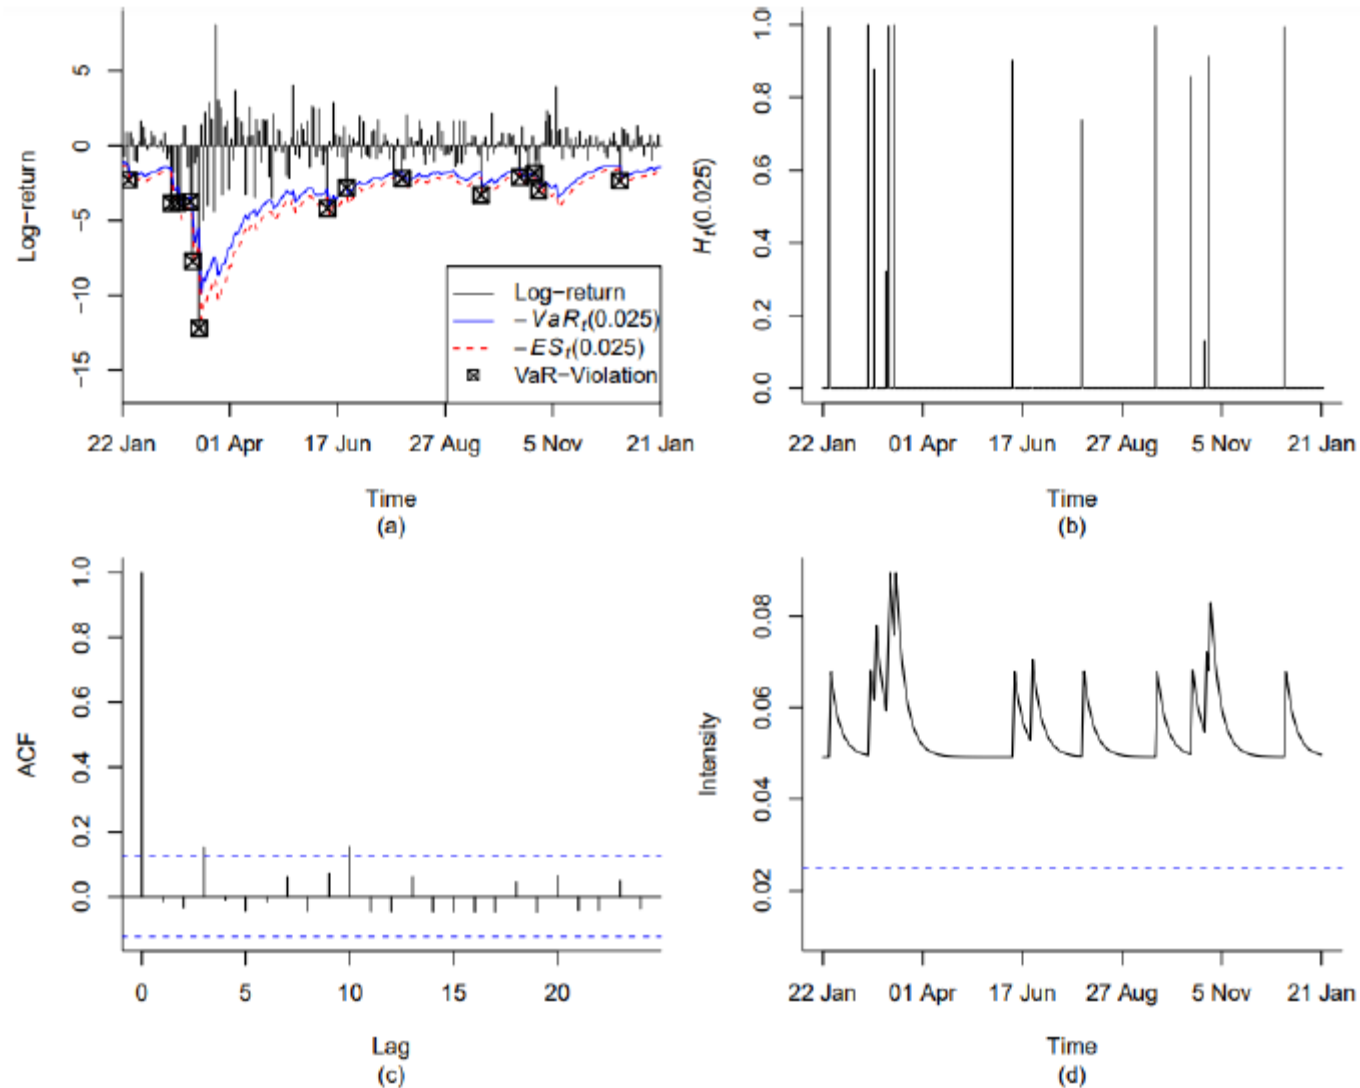 Log−return
5
0
−5
−10
−15
Log−return
−VaRt(0.025)
−ESt(0.025)
VaR−Violation
22 Jan 01 Apr 17 Jun 27 Aug 5 Nov 21 Jan
Time
(a)
Ht(0.025)
1.0
0.8
0.6
0.4
0.2
0.0
22 Jan 01 Apr 17 Jun 27 Aug 5 Nov 21 Jan
Time
(b)
ACF
1.0
0.8
0.6
0.4
0.2
0.0
0 5 10 15 20
Lag
(c)
Intensity
0.08
0.06
0.04
0.02
22 Jan 01 Apr 17 Jun 27 Aug 5 Nov 21 Jan
Time
(d)